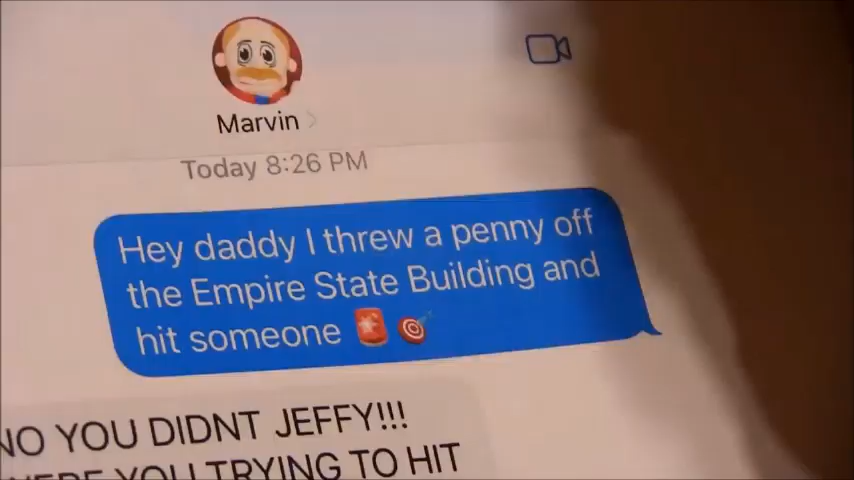 Marvin
Today 8:26 PM
Hey daddy I threw a penny off
the Empire State Building and
hit someone 🚨 🎯
NO YOU DIDNT JEFFY!!!
WERE YOU TRYING TO HIT